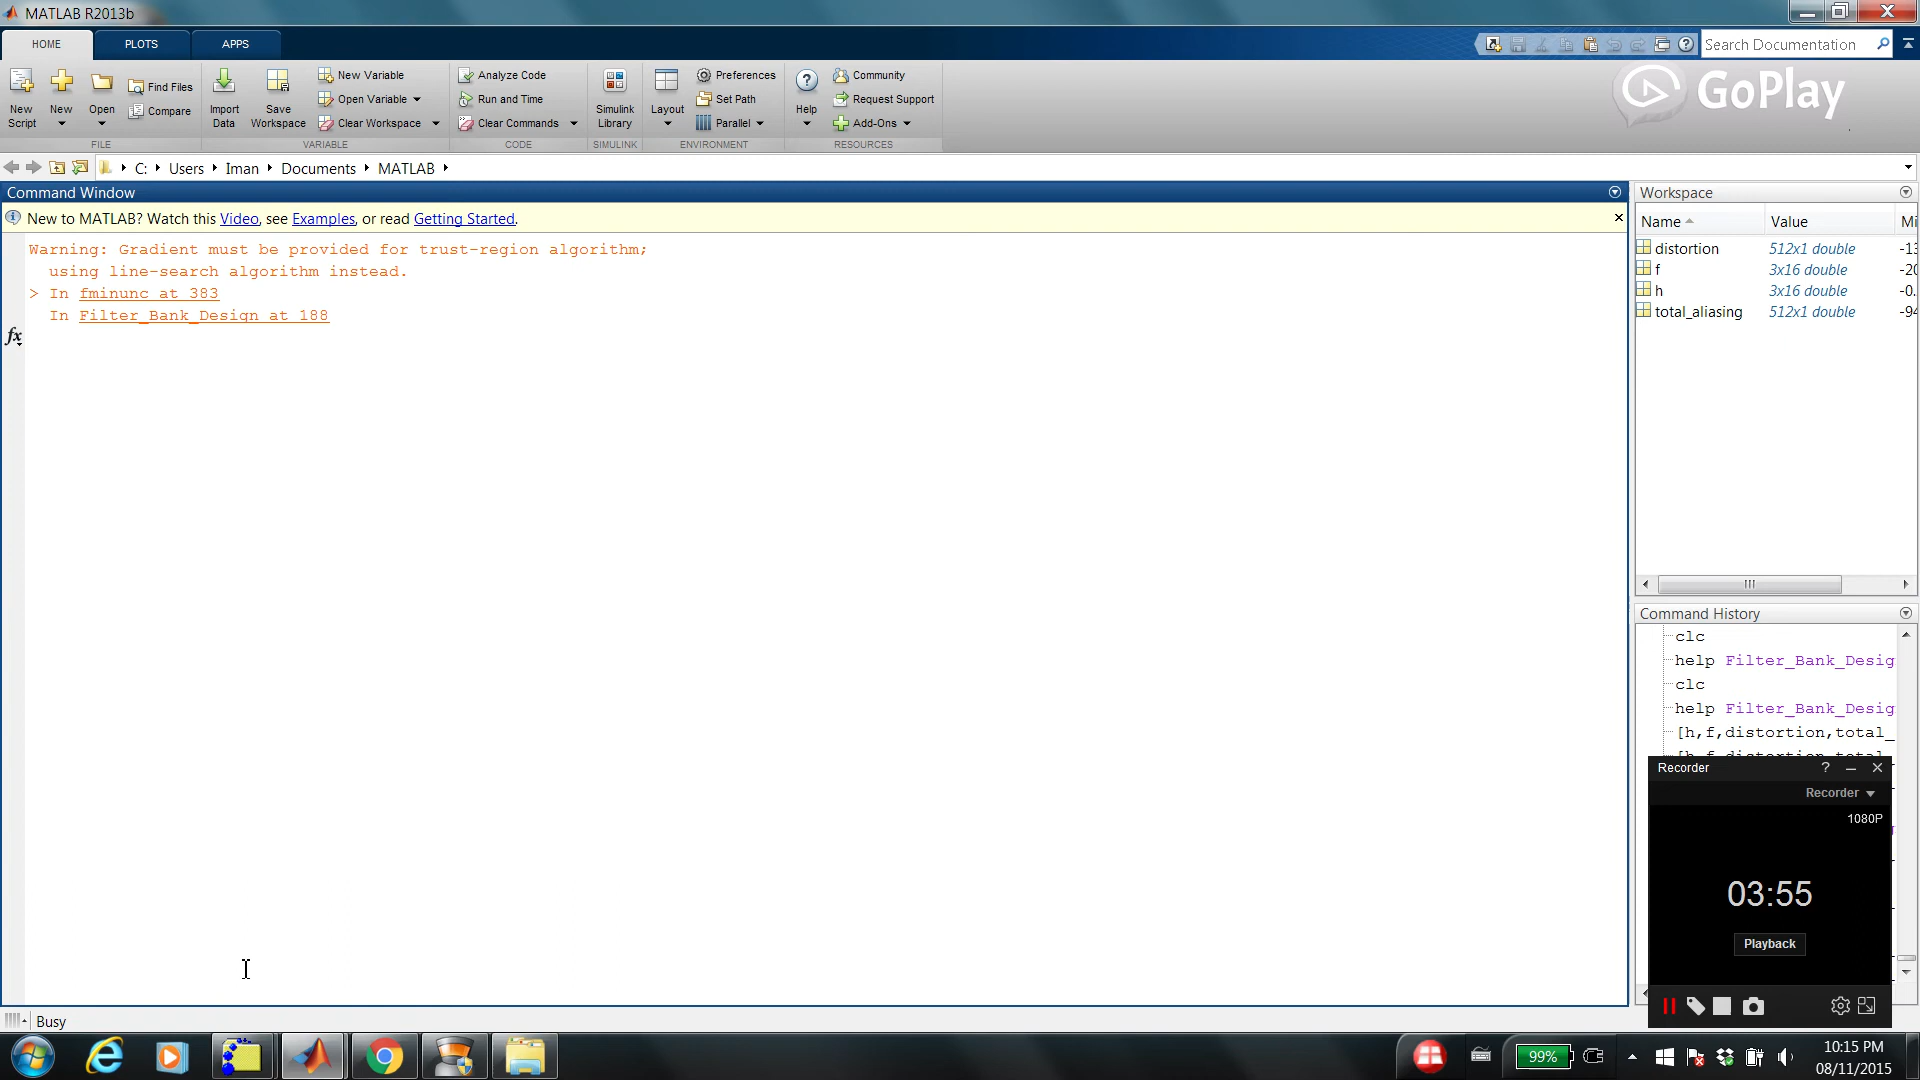 MATLAB R2013b
HOME
PLOTS
APPS
Search Documentation
New Script
New
Open
Find Files
Compare
FILE
Import Data
Save Workspace
New Variable
Open Variable
Clear Workspace
VARIABLE
Analyze Code
Run and Time
Clear Commands
CODE
Simulink Library
SIMULINK
Layout
Preferences
Set Path
Parallel
ENVIRONMENT
Help
Community
Request Support
Add-Ons
RESOURCES
GoPlay
C: Users Iman Documents MATLAB
Command Window
New to MATLAB? Watch this Video, see Examples, or read Getting Started.
Warning: Gradient must be provided for trust-region algorithm;
using line-search algorithm instead.
> In fminunc at 383
In Filter_Bank_Design at 188
fx
Workspace
Name Value Mi
distortion 512x1 double -13
f 3x16 double -20
h 3x16 double -0.
total_aliasing 512x1 double -94
Command History
clc
help Filter_Bank_Desig
clc
help Filter_Bank_Desig
[h,f,distortion,total_
Recorder
Recorder
1080P
03:55
Playback
Busy
99%
10:15 PM
08/11/2015